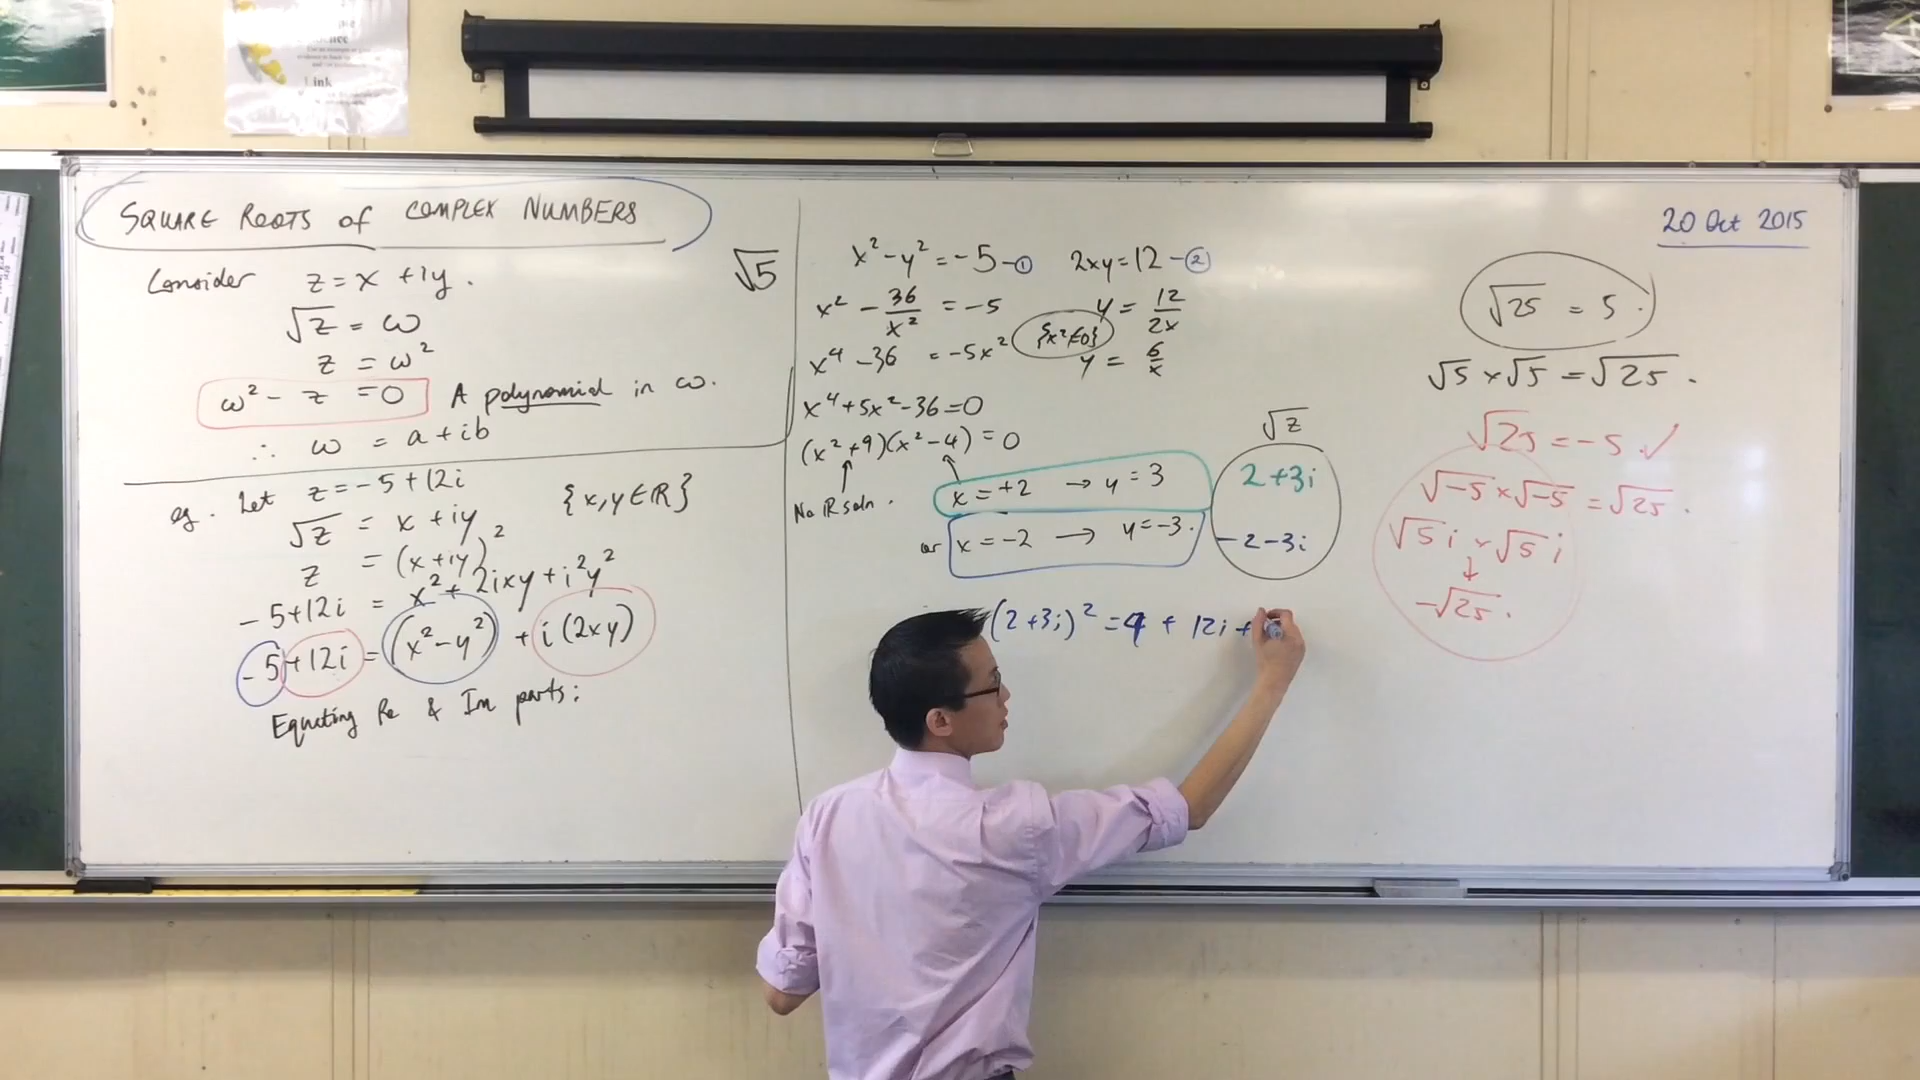 SQUARE ROOTS of COMPLEX NUMBERS
Consider z = x + iy.
√z = ω
z = ω²
ω² - z = 0 A polynomial in ω.
∴ ω = a + ib
√5
eg. Let z = -5 + 12i {x, y ∈ ℝ}
√z = x + iy
z = (x + iy)²
-5 + 12i = x² + 2ixy + i²y²
-5 + 12i = (x² - y²) + i(2xy)
Equating Re & Im parts:
x² - y² = -5 - ① 2xy = 12 - ②
x² - 36/x² = -5 y = 12/2x
x⁴ - 36 = -5x² {x² ≠ 0} y = 6/x
x⁴ + 5x² - 36 = 0
(x² + 9)(x² - 4) = 0
No ℝ soln.
x = +2 → y = 3
or x = -2 → y = -3.
√z
2 + 3i
-2 - 3i
(2 + 3i)² = 4 + 12i +
20 Oct 2015
√25 = 5.
√5 × √5 = √25.
√25 = -5. ✓
√-5 × √-5 = √25.
√5 i × √5 i
↓
-√25.
ink